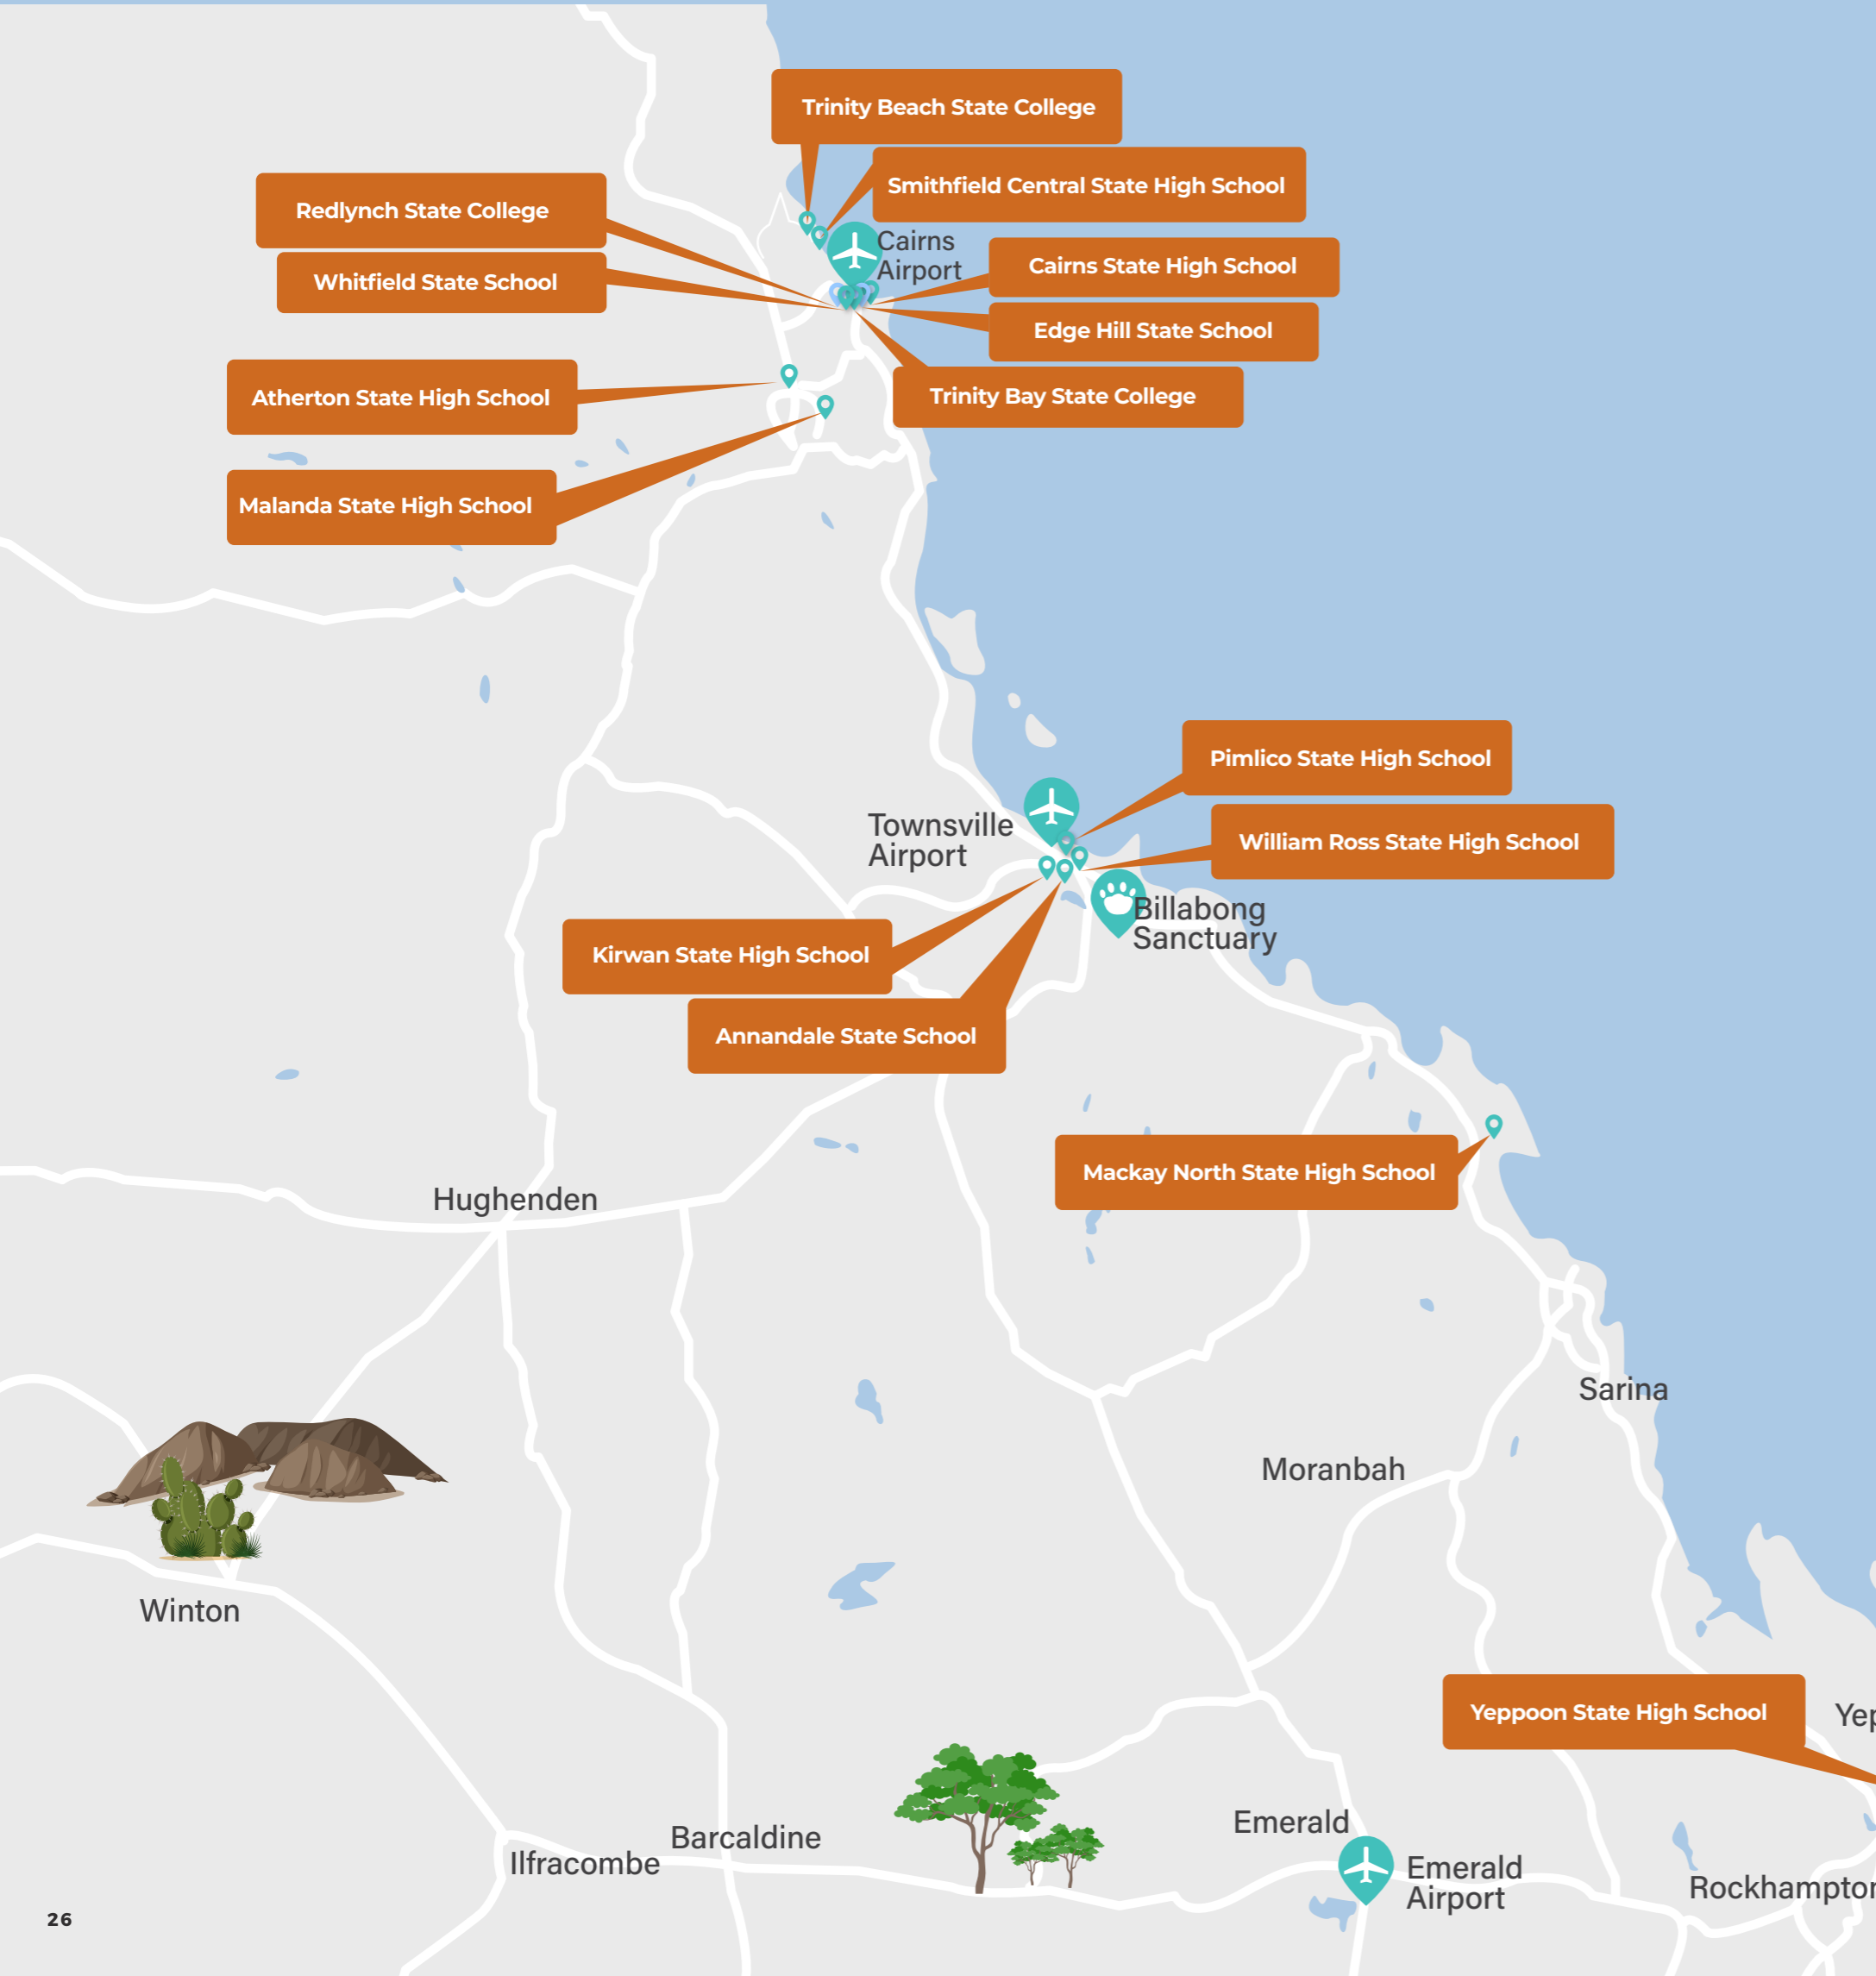 Trinity Beach State College
Smithfield Central State High School
Redlynch State College
Cairns
Airport
Cairns State High School
Whitfield State School
Edge Hill State School
Atherton State High School
Trinity Bay State College
Malanda State High School
Pimlico State High School
Townsville
Airport
William Ross State High School
Billabong
Sanctuary
Kirwan State High School
Annandale State School
Mackay North State High School
Hughenden
Sarina
Moranbah
Winton
Yeppoon State High School
Yep
Emerald
Barcaldine
Ilfracombe
Emerald
Airport
Rockhampton
26